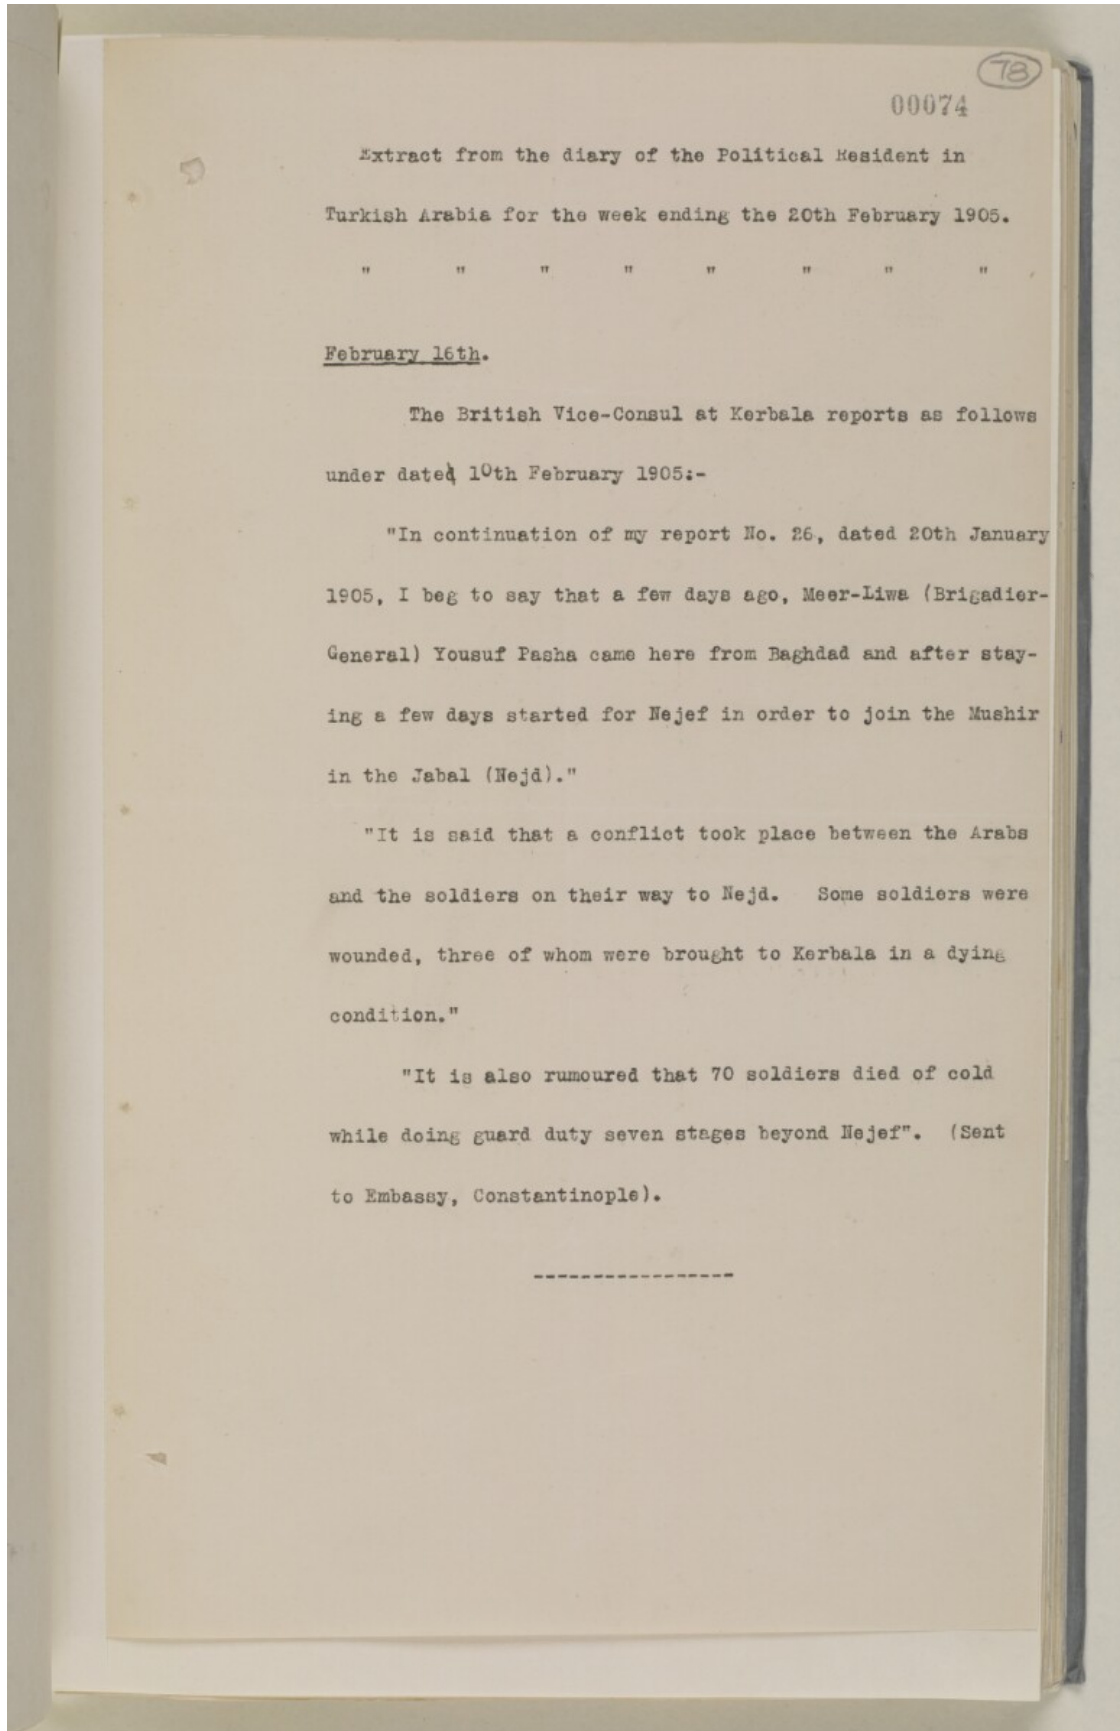 78
00074
Extract from the diary of the Political Resident in
Turkish Arabia for the week ending the 20th February 1905.
" " " " " " " "
February 16th.
The British Vice-Consul at Kerbala reports as follows
under dated 10th February 1905:-
"In continuation of my report No. 26, dated 20th January
1905, I beg to say that a few days ago, Meer-Liwa (Brigadier-
General) Yousuf Pasha came here from Baghdad and after stay-
ing a few days started for Nejef in order to join the Mushir
in the Jabal (Nejd)."
"It is said that a conflict took place between the Arabs
and the soldiers on their way to Nejd. Some soldiers were
wounded, three of whom were brought to Kerbala in a dying
condition."
"It is also rumoured that 70 soldiers died of cold
while doing guard duty seven stages beyond Nejef". (Sent
to Embassy, Constantinople).
-----------------